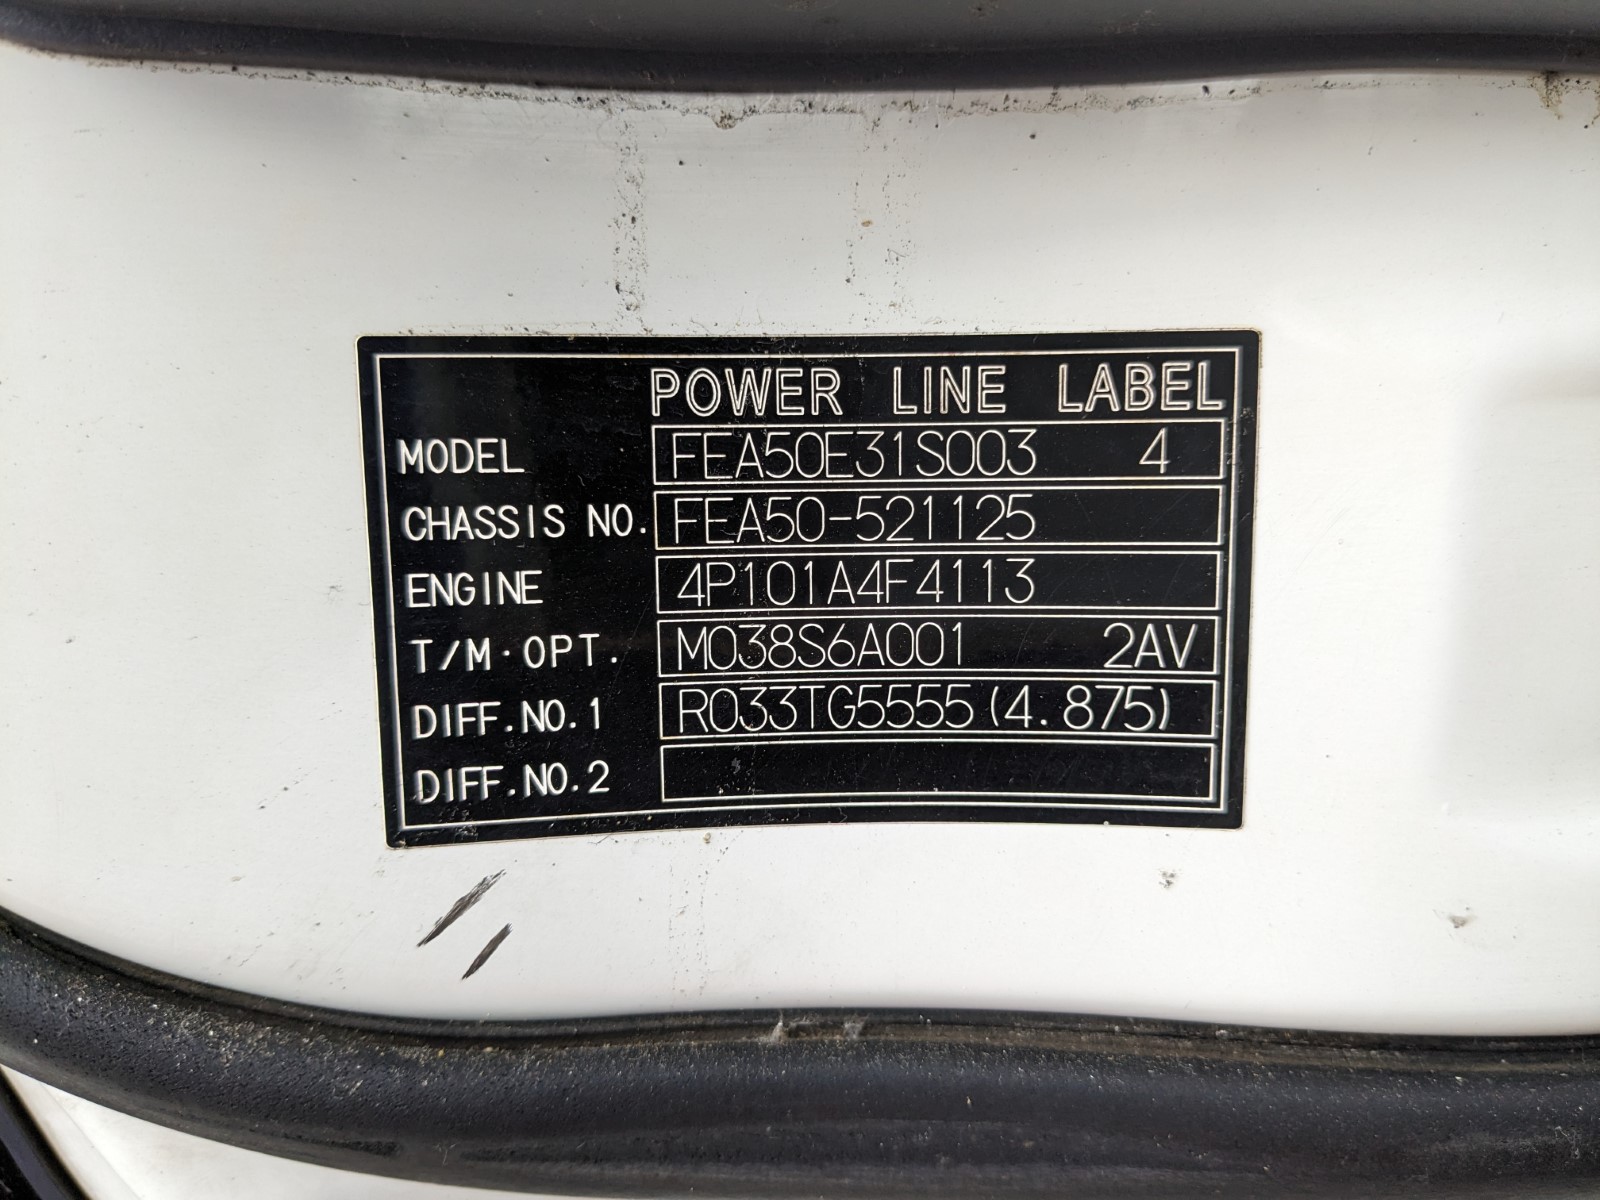 POWER LINE LABEL
MODEL FEA50E31S003 4
CHASSIS NO. FEA50-521125
ENGINE 4P101A4F4113
T/M·OPT. M038S6A001 2AV
DIFF.NO.1 R033TG5555(4.875)
DIFF.NO.2